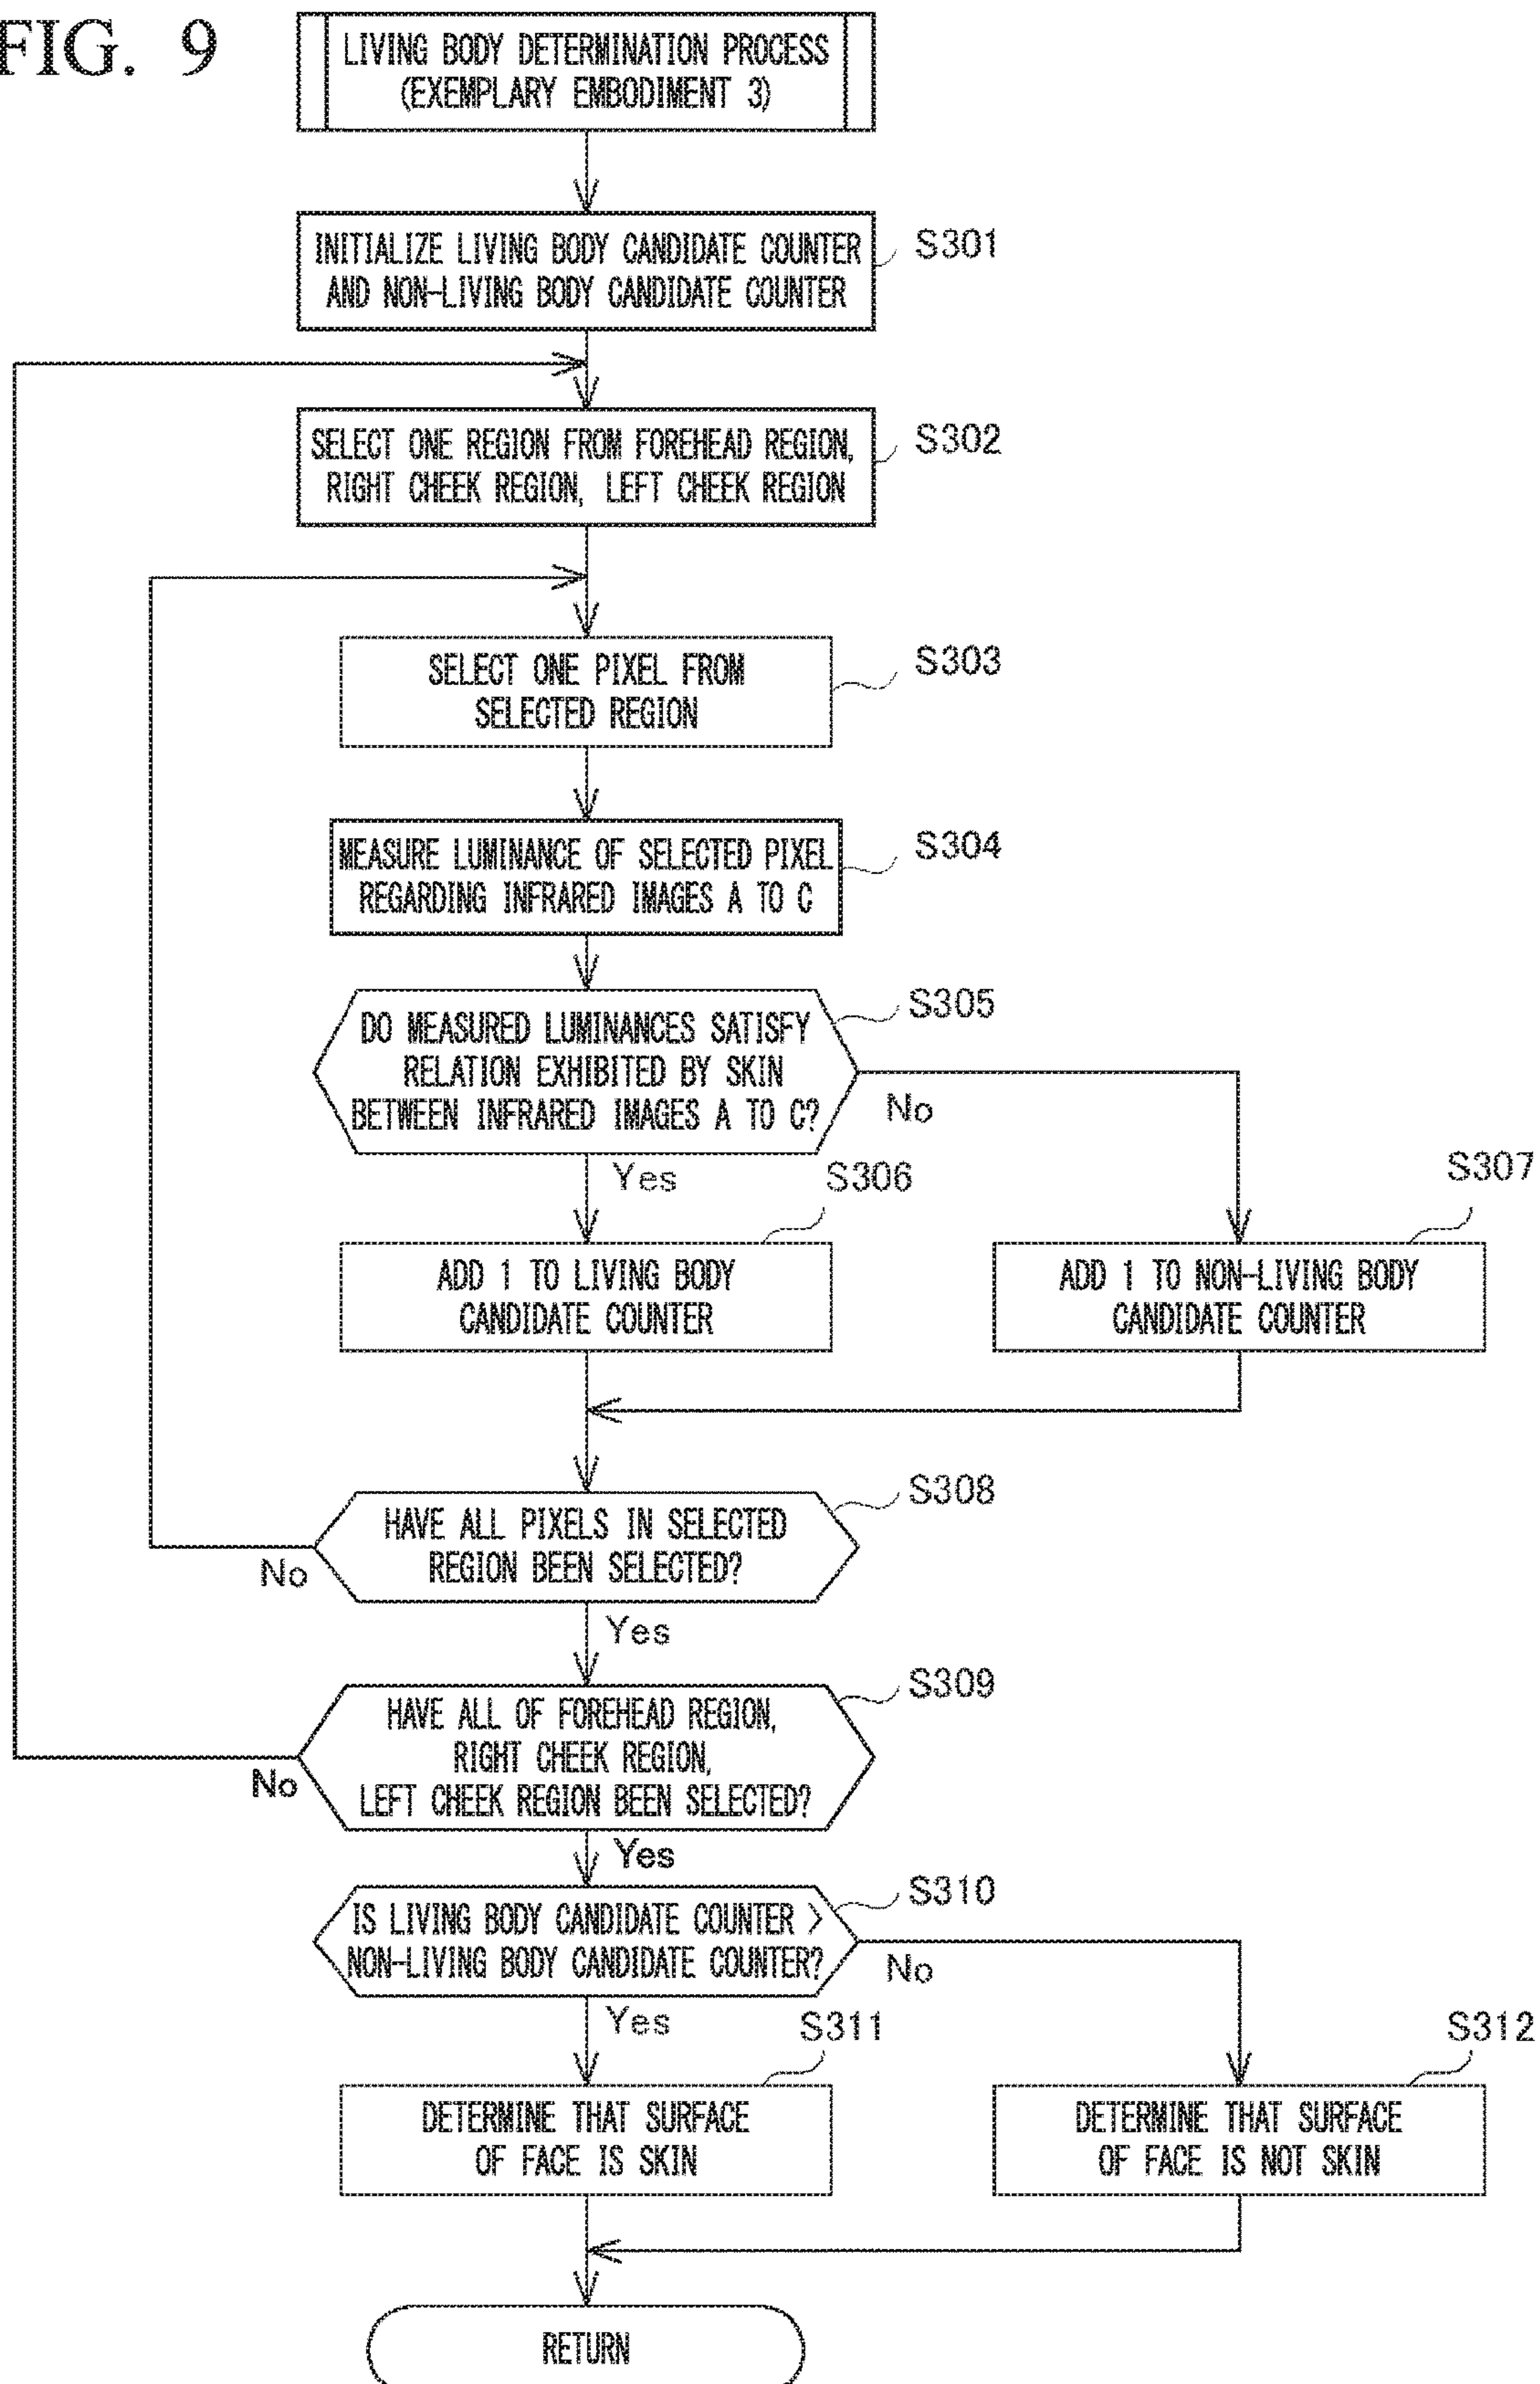 FIG. 9
LIVING BODY DETERMINATION PROCESS
(EXEMPLARY EMBODIMENT 3)
INITIALIZE LIVING BODY CANDIDATE COUNTER
AND NON-LIVING BODY CANDIDATE COUNTER
S301
SELECT ONE REGION FROM FOREHEAD REGION,
RIGHT CHEEK REGION, LEFT CHEEK REGION
S302
SELECT ONE PIXEL FROM
SELECTED REGION
S303
MEASURE LUMINANCE OF SELECTED PIXEL
REGARDING INFRARED IMAGES A TO C
S304
DO MEASURED LUMINANCES SATISFY
RELATION EXHIBITED BY SKIN
BETWEEN INFRARED IMAGES A TO C?
S305
No
Yes
S306
S307
ADD 1 TO LIVING BODY
CANDIDATE COUNTER
ADD 1 TO NON-LIVING BODY
CANDIDATE COUNTER
HAVE ALL PIXELS IN SELECTED
REGION BEEN SELECTED?
S308
No
Yes
HAVE ALL OF FOREHEAD REGION,
RIGHT CHEEK REGION,
LEFT CHEEK REGION BEEN SELECTED?
S309
No
Yes
IS LIVING BODY CANDIDATE COUNTER >
NON-LIVING BODY CANDIDATE COUNTER?
S310
No
Yes
S311
S312
DETERMINE THAT SURFACE
OF FACE IS SKIN
DETERMINE THAT SURFACE
OF FACE IS NOT SKIN
RETURN